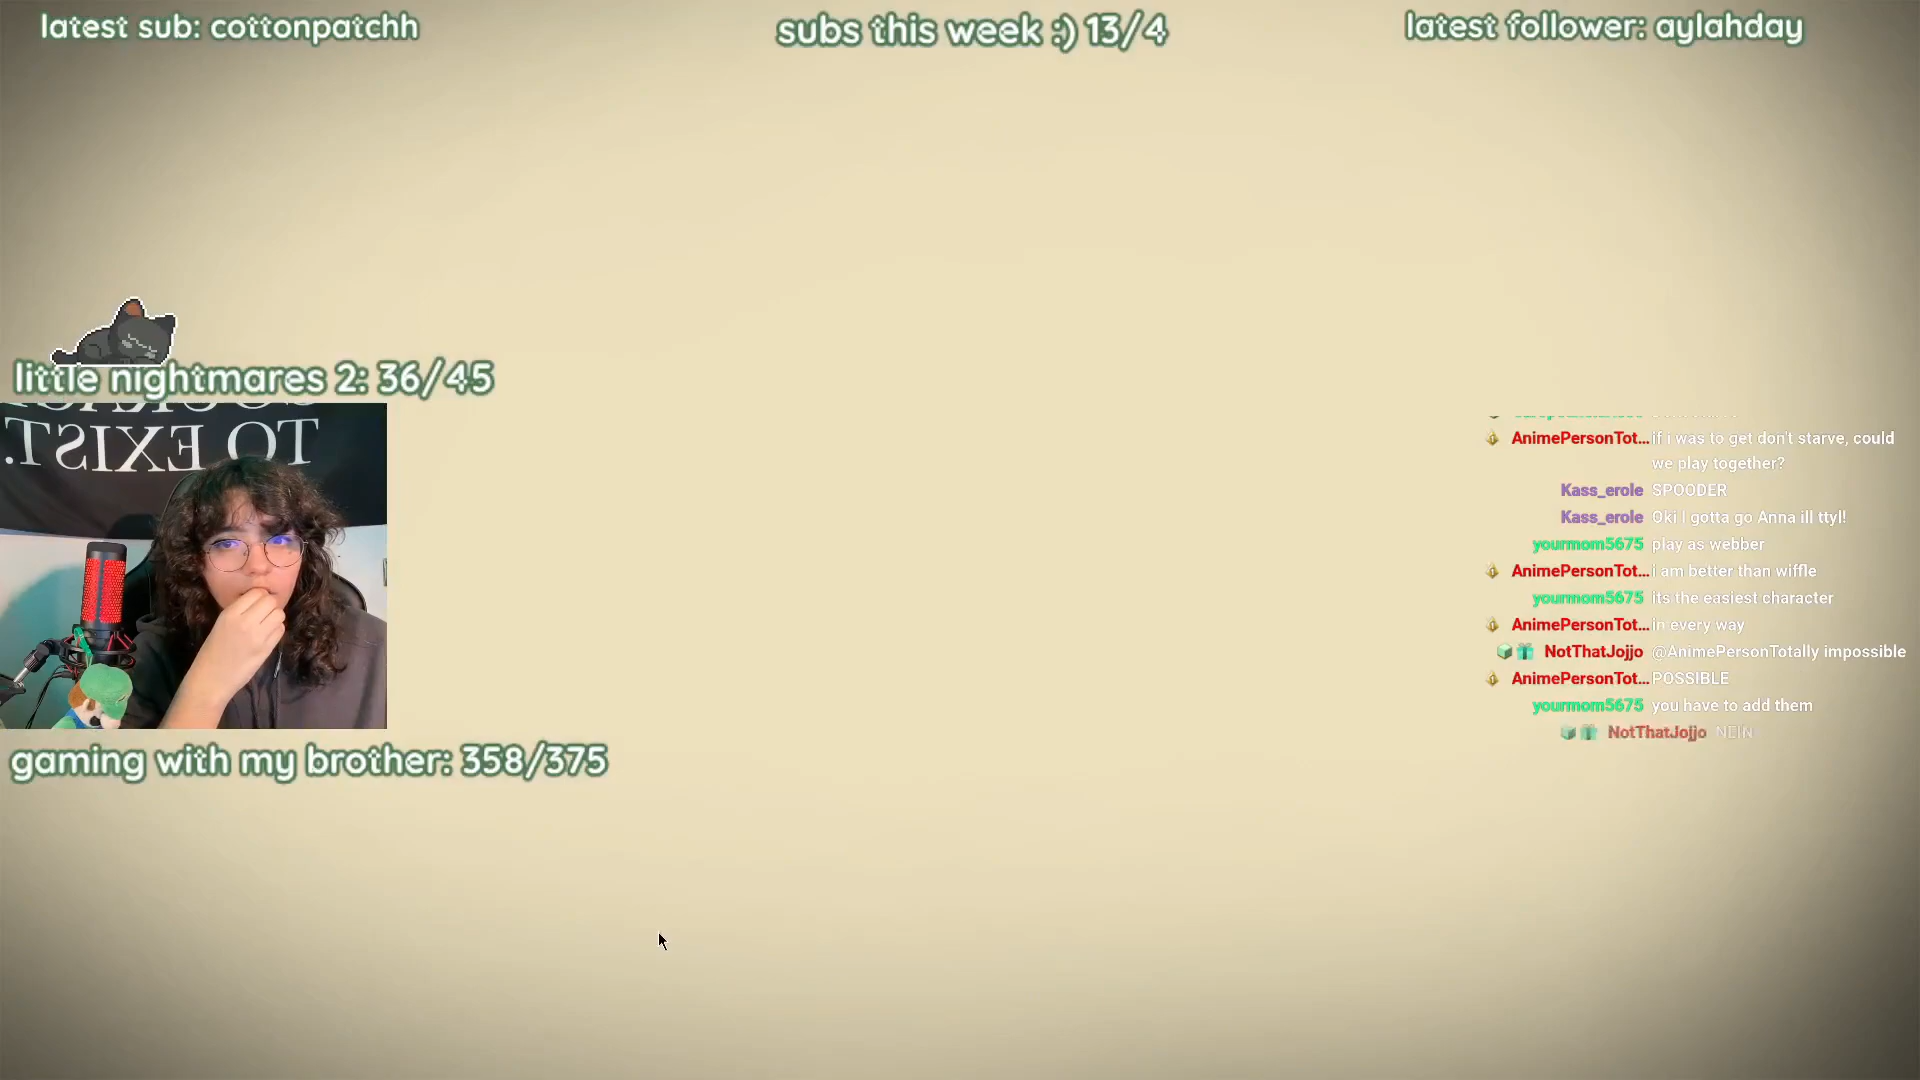 latest sub: cottonpatchh
subs this week :) 13/4
latest follower: aylahday
little nightmares 2: 36/45
TO EXIST.
AnimePersonTot... if i was to get don't starve, could
we play together?
Kass_erole SPOODER
Kass_erole Oki I gotta go Anna ill ttyl!
yourmom5675 play as webber
AnimePersonTot... i am better than wiffle
yourmom5675 its the easiest character
AnimePersonTot... in every way
NotThatJojjo @AnimePersonTotally impossible
AnimePersonTot... POSSIBLE
yourmom5675 you have to add them
NotThatJojjo NEIN
gaming with my brother: 358/375